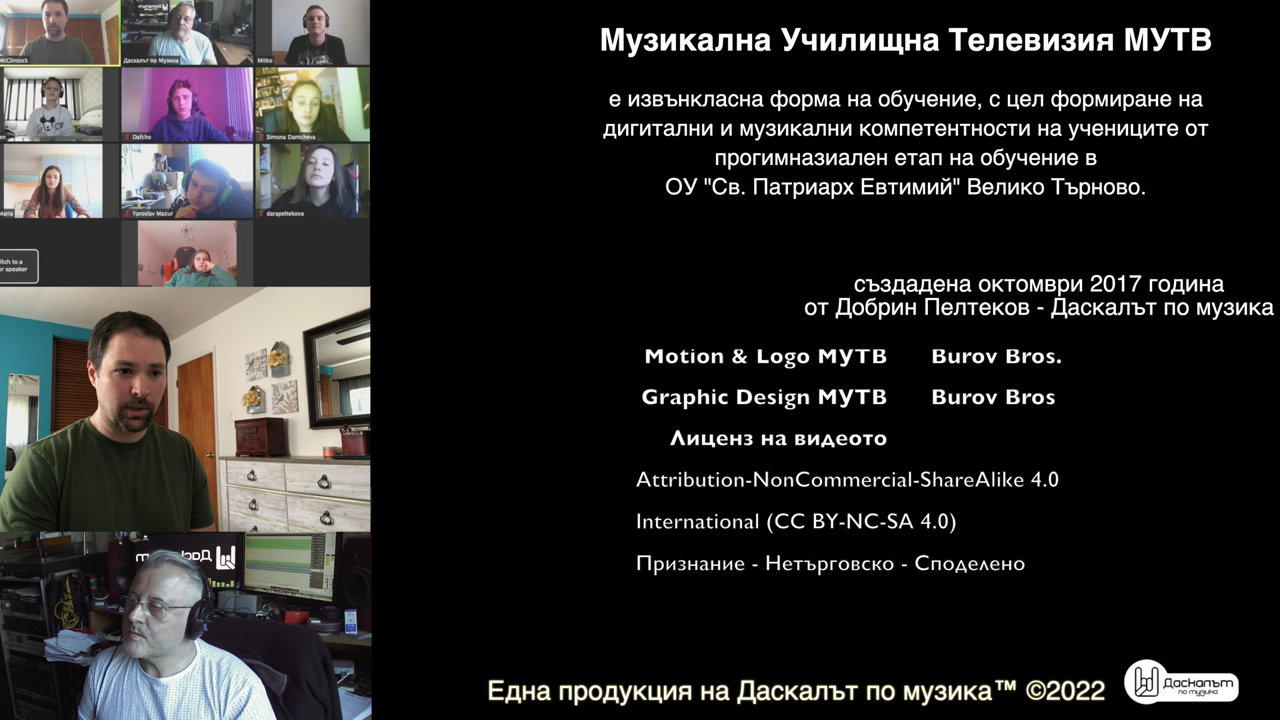 McClintock
Даскалът по Музика
Mitko
Dafcho
Simona Dantcheva
Maria
Yaroslav Mazur
darapeltekova
Музикална Училищна Телевизия МУТВ
е извънкласна форма на обучение, с цел формиране на
дигитални и музикални компетентности на учениците от
прогимназиален етап на обучение в
ОУ "Св. Патриарх Евтимий" Велико Търново.
създадена октомври 2017 година
от Добрин Пелтеков - Даскалът по музика
Motion & Logo МУТВ Burov Bros.
Graphic Design МУТВ Burov Bros
Лиценз на видеото
Attribution-NonCommercial-ShareAlike 4.0
International (CC BY-NC-SA 4.0)
Признание - Нетърговско - Споделено
Една продукция на Даскалът по музика™ ©2022
Даскалът
по музика